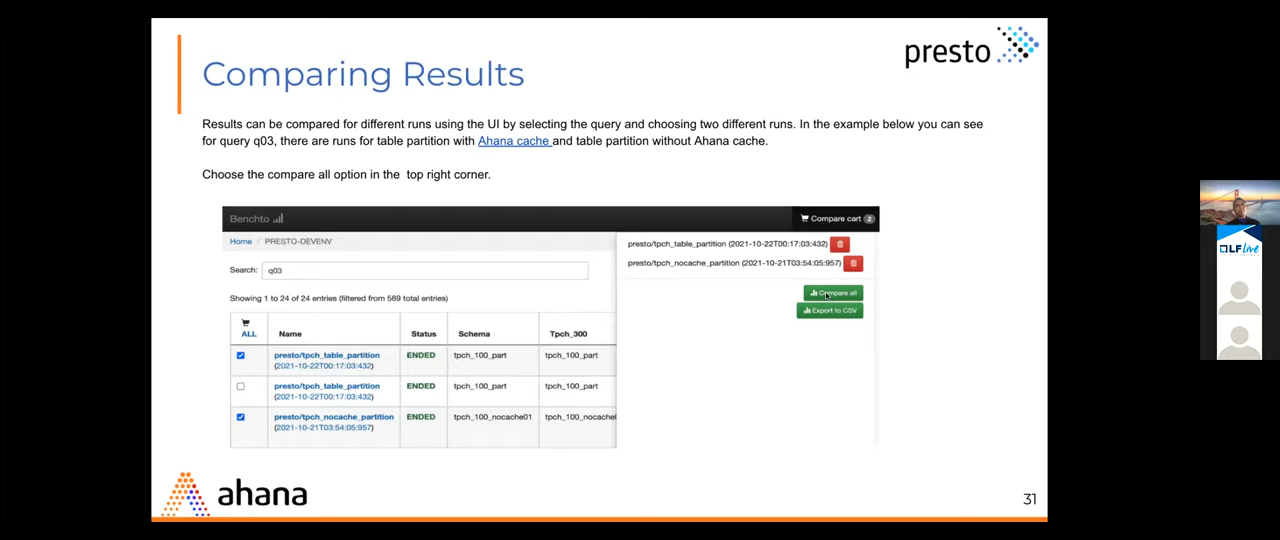 presto
Comparing Results
Results can be compared for different runs using the UI by selecting the query and choosing two different runs. In the example below you can see
for query q03, there are runs for table partition with Ahana cache and table partition without Ahana cache.
Choose the compare all option in the  top right corner.
Benchto
Compare cart 2
Home / PRESTO-DEVENV
presto/tpch_table_partition (2021-10-22T00:17:03:432)
presto/tpch_nocache_partition (2021-10-21T03:54:05:957)
Search: q03
Compare all
Export to CSV
Showing 1 to 24 of 24 entries (filtered from 569 total entries)
ALL Name Status Schema Tpch_300
presto/tpch_table_partition ENDED tpch_100_part tpch_100_part
(2021-10-22T00:17:03:432)
presto/tpch_table_partition ENDED tpch_100_part tpch_100_part
(2021-10-22T00:17:03:432)
presto/tpch_nocache_partition ENDED tpch_100_nocache01 tpch_100_nocache
(2021-10-21T03:54:05:957)
ahana
31
LF Live